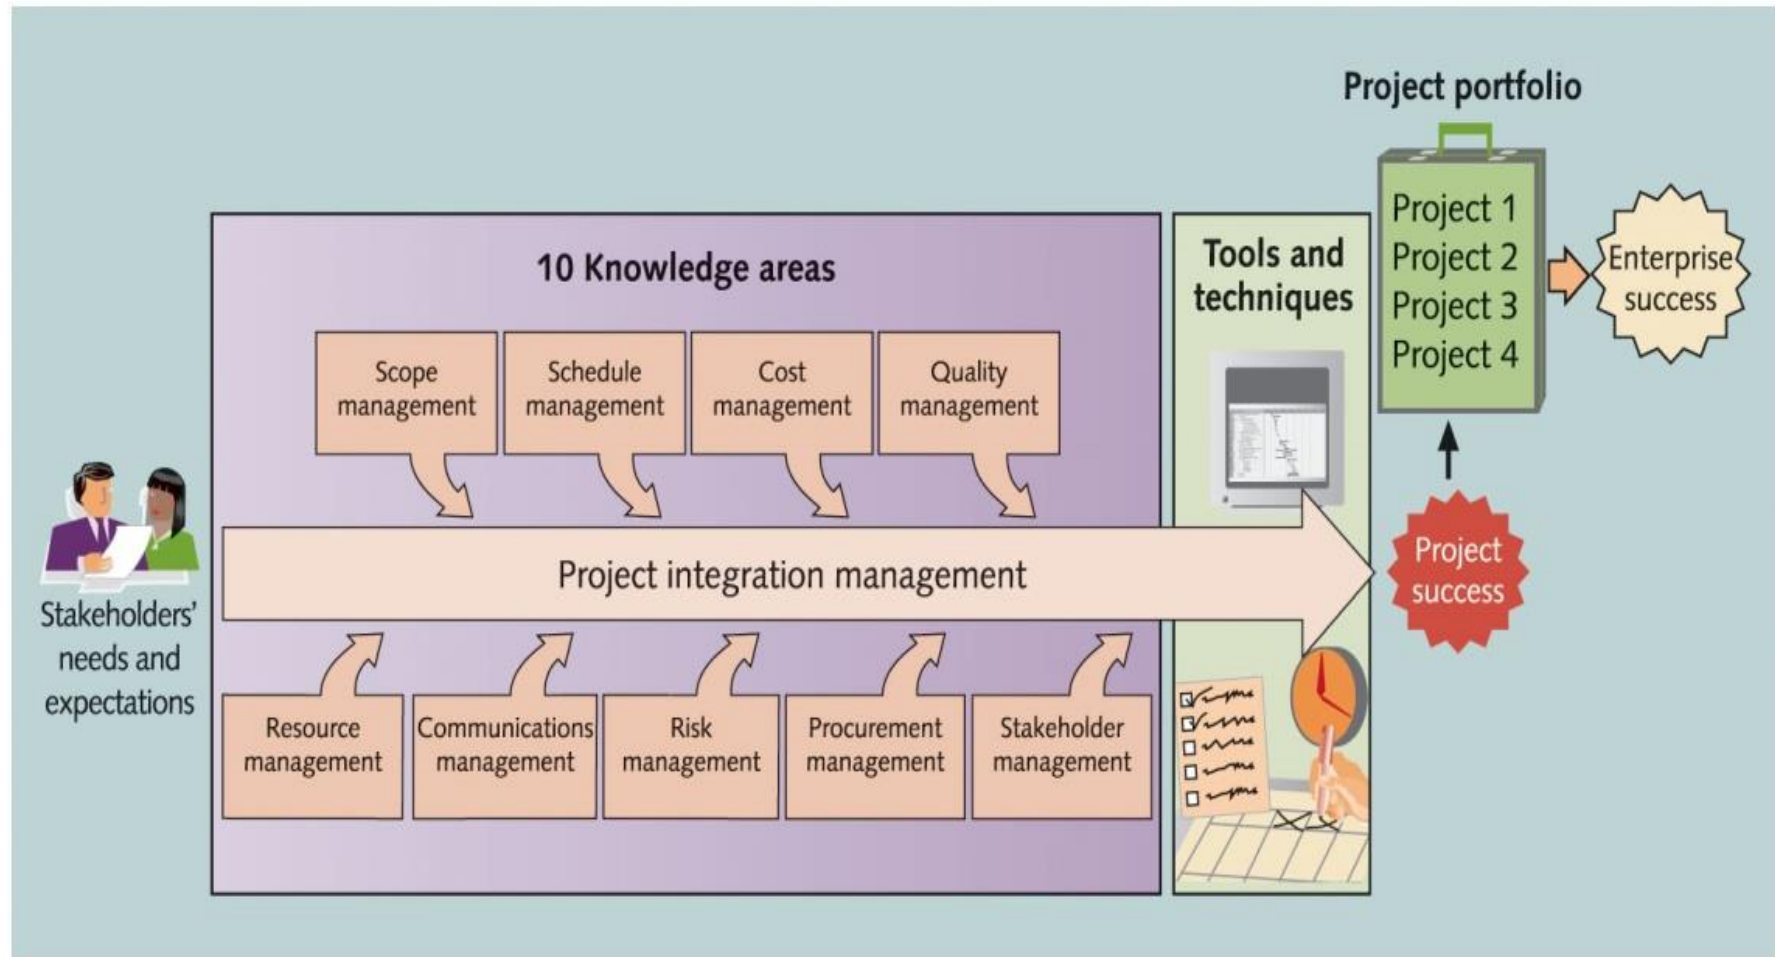 Project portfolio
Project 1
Project 2
Project 3
Project 4
Enterprise
success
10 Knowledge areas
Tools and
techniques
Scope
management
Schedule
management
Cost
management
Quality
management
Stakeholders’
needs and
expectations
Project integration management
Project
success
Resource
management
Communications
management
Risk
management
Procurement
management
Stakeholder
management